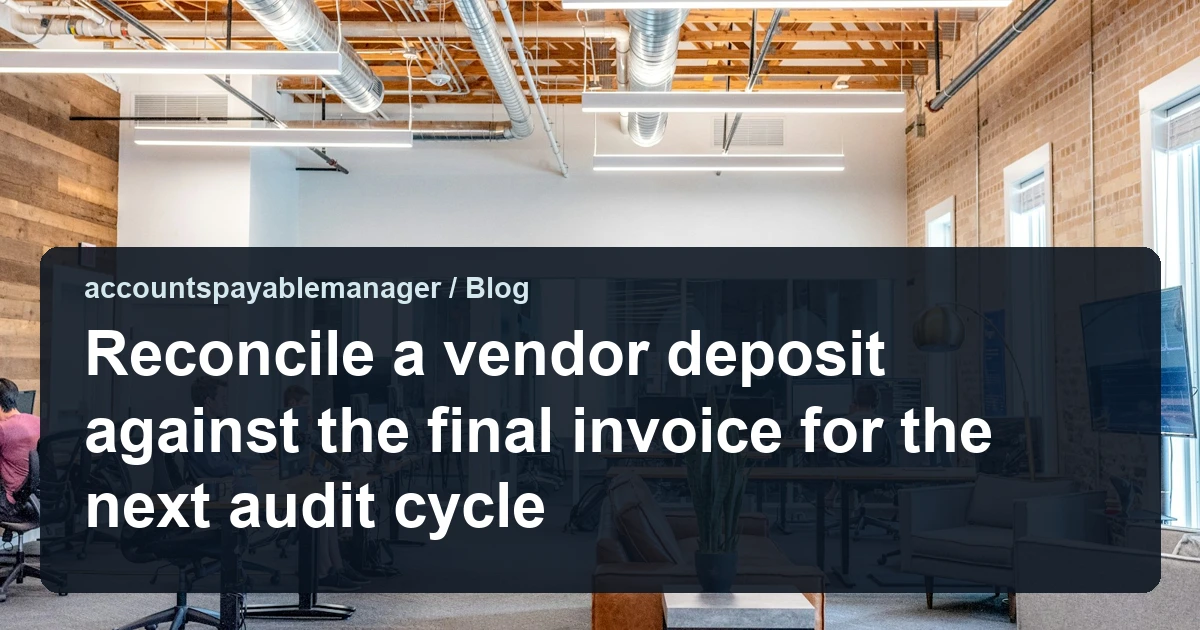 accountspayablemanager / Blog
Reconcile a vendor deposit
against the final invoice for the
next audit cycle